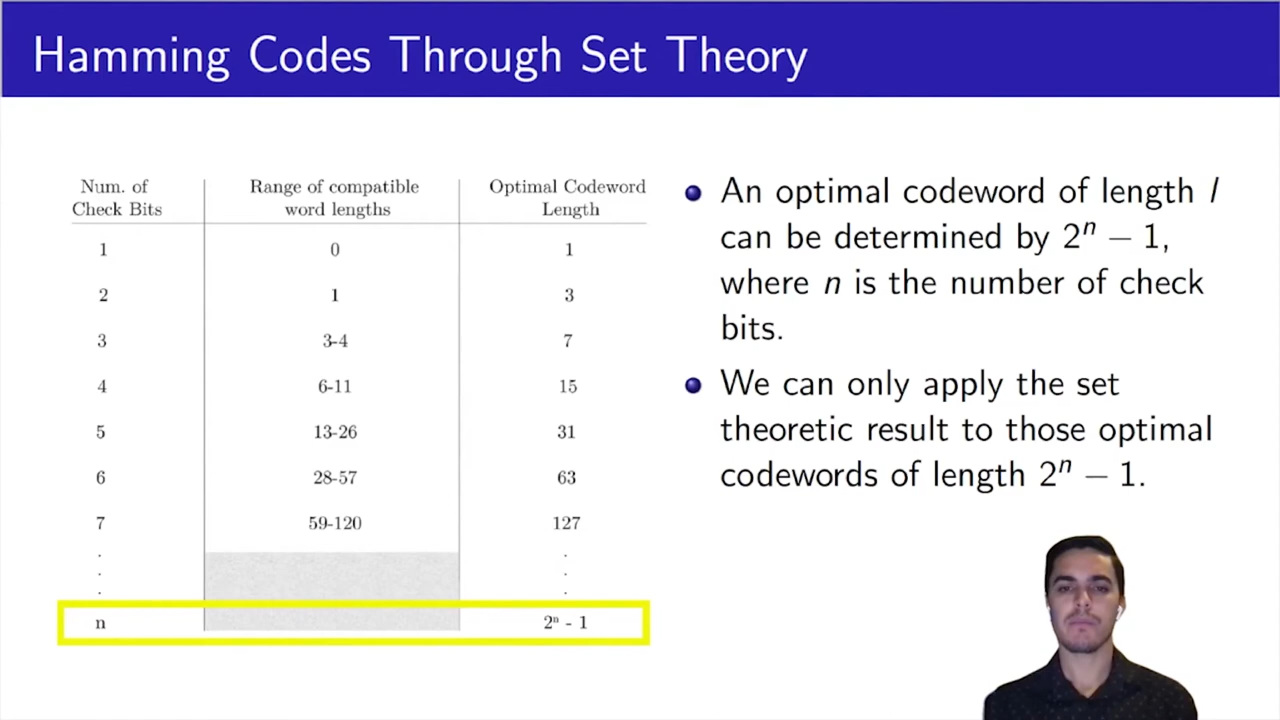 Hamming Codes Through Set Theory
Num. of Check Bits | Range of compatible word lengths | Optimal Codeword Length
1 | 0 | 1
2 | 1 | 3
3 | 3-4 | 7
4 | 6-11 | 15
5 | 13-26 | 31
6 | 28-57 | 63
7 | 59-120 | 127
. | .
. | .
. | .
n | 2ⁿ - 1
An optimal codeword of length l
can be determined by 2ⁿ − 1,
where n is the number of check
bits.
We can only apply the set
theoretic result to those optimal
codewords of length 2ⁿ − 1.